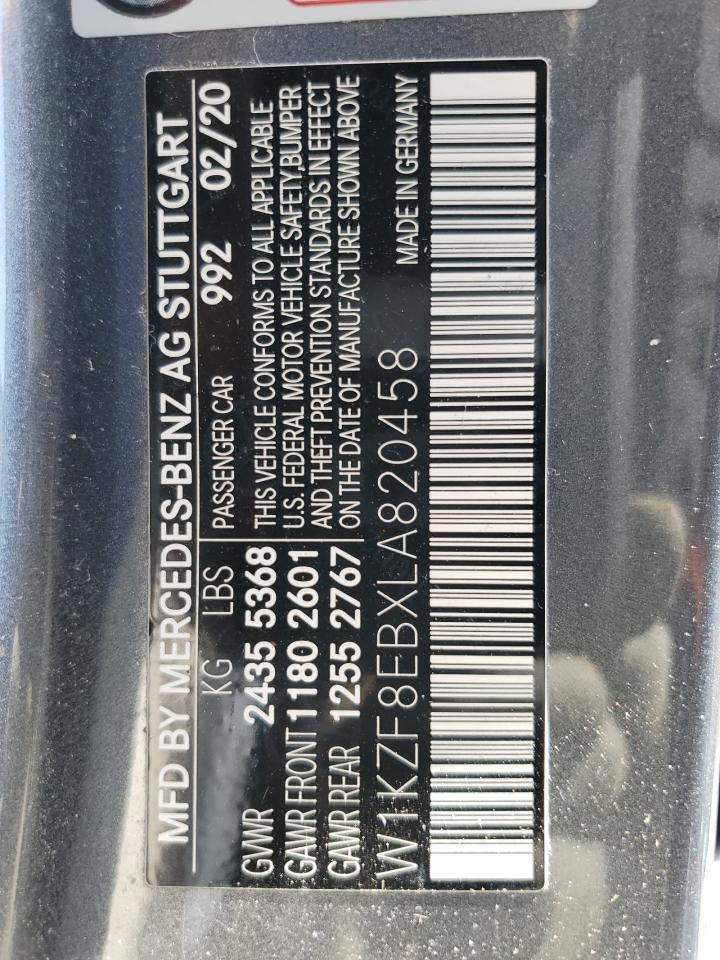 MFD BY MERCEDES-BENZ AG STUTTGART
KG LBS
GVWR 2435 5368
GAWR FRONT 1180 2601
GAWR REAR 1255 2767
992 02/20
PASSENGER CAR
THIS VEHICLE CONFORMS TO ALL APPLICABLE
U.S. FEDERAL MOTOR VEHICLE SAFETY,BUMPER
AND THEFT PREVENTION STANDARDS IN EFFECT
ON THE DATE OF MANUFACTURE SHOWN ABOVE
W1KZF8EBXLA820458
MADE IN GERMANY